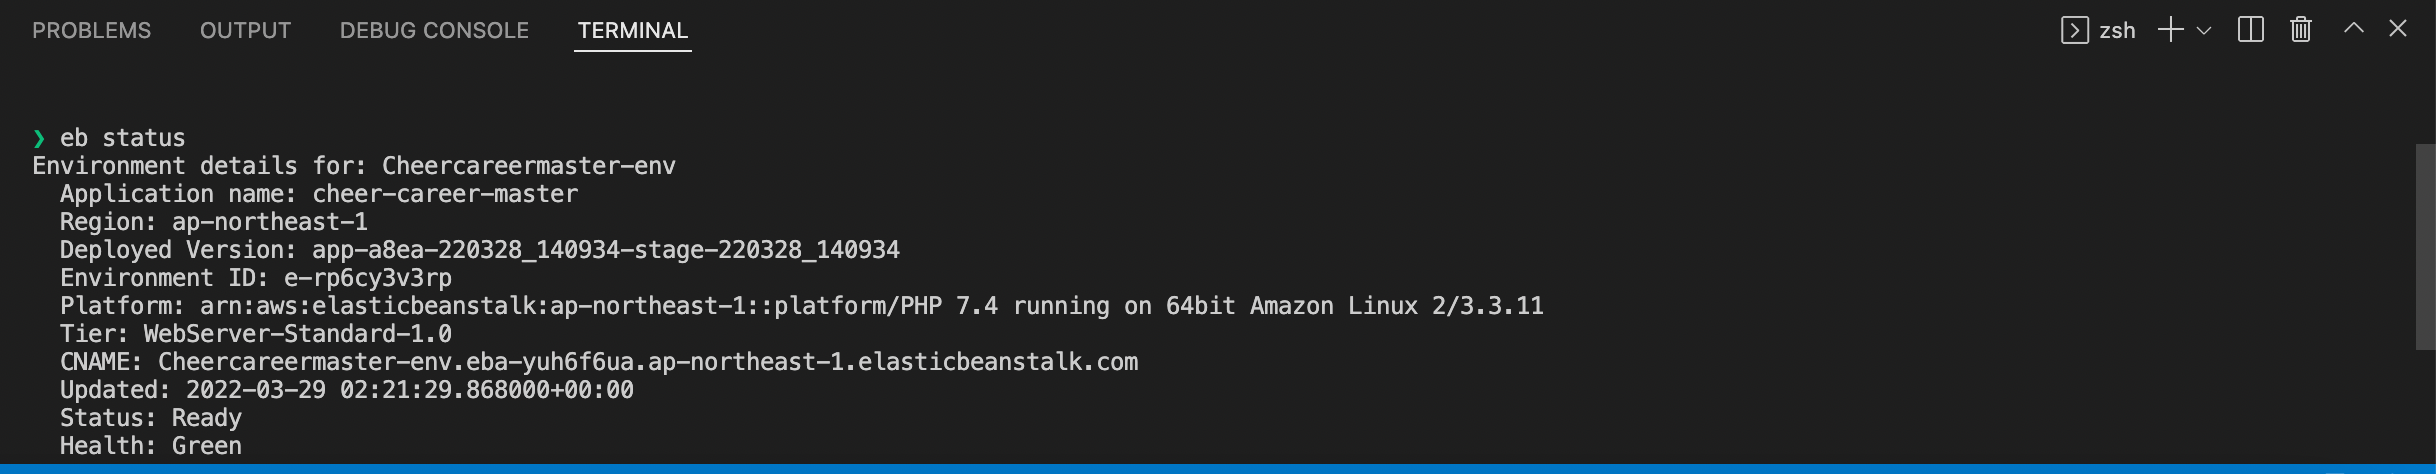 PROBLEMS OUTPUT DEBUG CONSOLE TERMINAL zsh
❯ eb status
Environment details for: Cheercareermaster-env
  Application name: cheer-career-master
  Region: ap-northeast-1
  Deployed Version: app-a8ea-220328_140934-stage-220328_140934
  Environment ID: e-rp6cy3v3rp
  Platform: arn:aws:elasticbeanstalk:ap-northeast-1::platform/PHP 7.4 running on 64bit Amazon Linux 2/3.3.11
  Tier: WebServer-Standard-1.0
  CNAME: Cheercareermaster-env.eba-yuh6f6ua.ap-northeast-1.elasticbeanstalk.com
  Updated: 2022-03-29 02:21:29.868000+00:00
  Status: Ready
  Health: Green